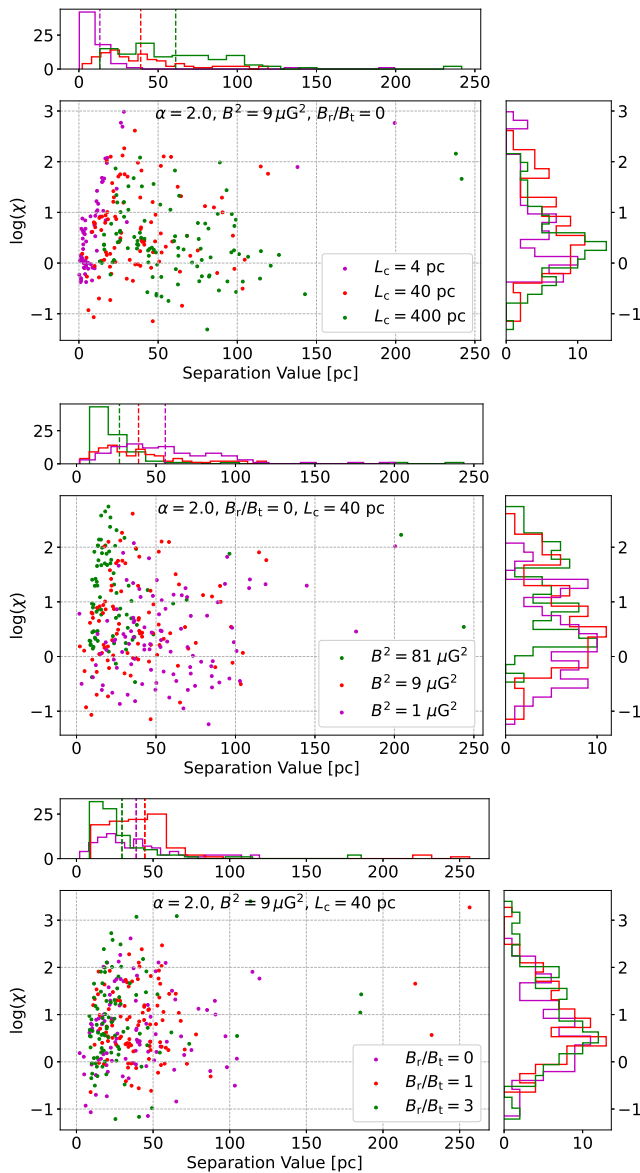 25
0
0 50 100 150 200 250
α = 2.0, B² = 9 μG², Bᵣ/Bₜ = 0
3
2
1
0
−1
log(χ)
L_c = 4 pc
L_c = 40 pc
L_c = 400 pc
0 50 100 150 200 250
Separation Value [pc]
3
2
1
0
−1
0 10
25
0
0 50 100 150 200 250
α = 2.0, Bᵣ/Bₜ = 0, L_c = 40 pc
2
1
0
−1
log(χ)
B² = 81 μG²
B² = 9 μG²
B² = 1 μG²
0 50 100 150 200 250
Separation Value [pc]
2
1
0
−1
0 5 10
25
0
0 50 100 150 200 250
α = 2.0, B² = 9 μG², L_c = 40 pc
3
2
1
0
−1
log(χ)
Bᵣ/Bₜ = 0
Bᵣ/Bₜ = 1
Bᵣ/Bₜ = 3
0 50 100 150 200 250
Separation Value [pc]
3
2
1
0
−1
0 10